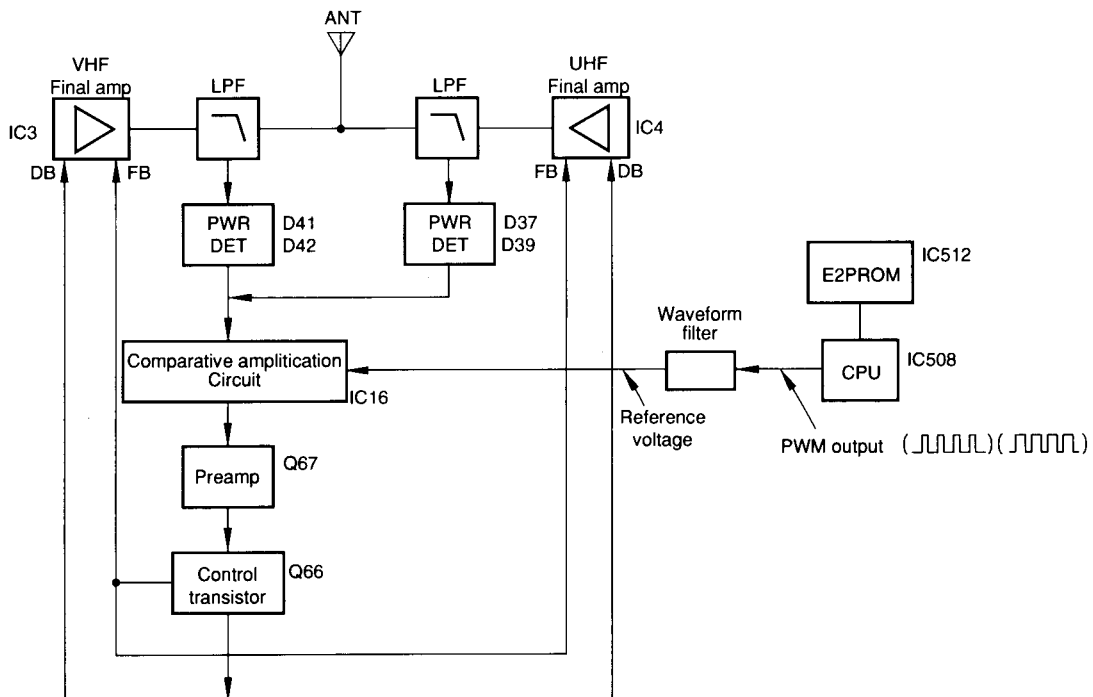 ANT
VHF
Final amp
LPF
LPF
UHF
Final amp
IC3
IC4
DB
FB
FB
DB
PWR
DET
D41
D42
PWR
DET
D37
D39
E2PROM
IC512
Waveform
filter
Comparative amplitication
Circuit
IC16
CPU
IC508
Reference
voltage
PWM output
Preamp
Q67
Control
transistor
Q66